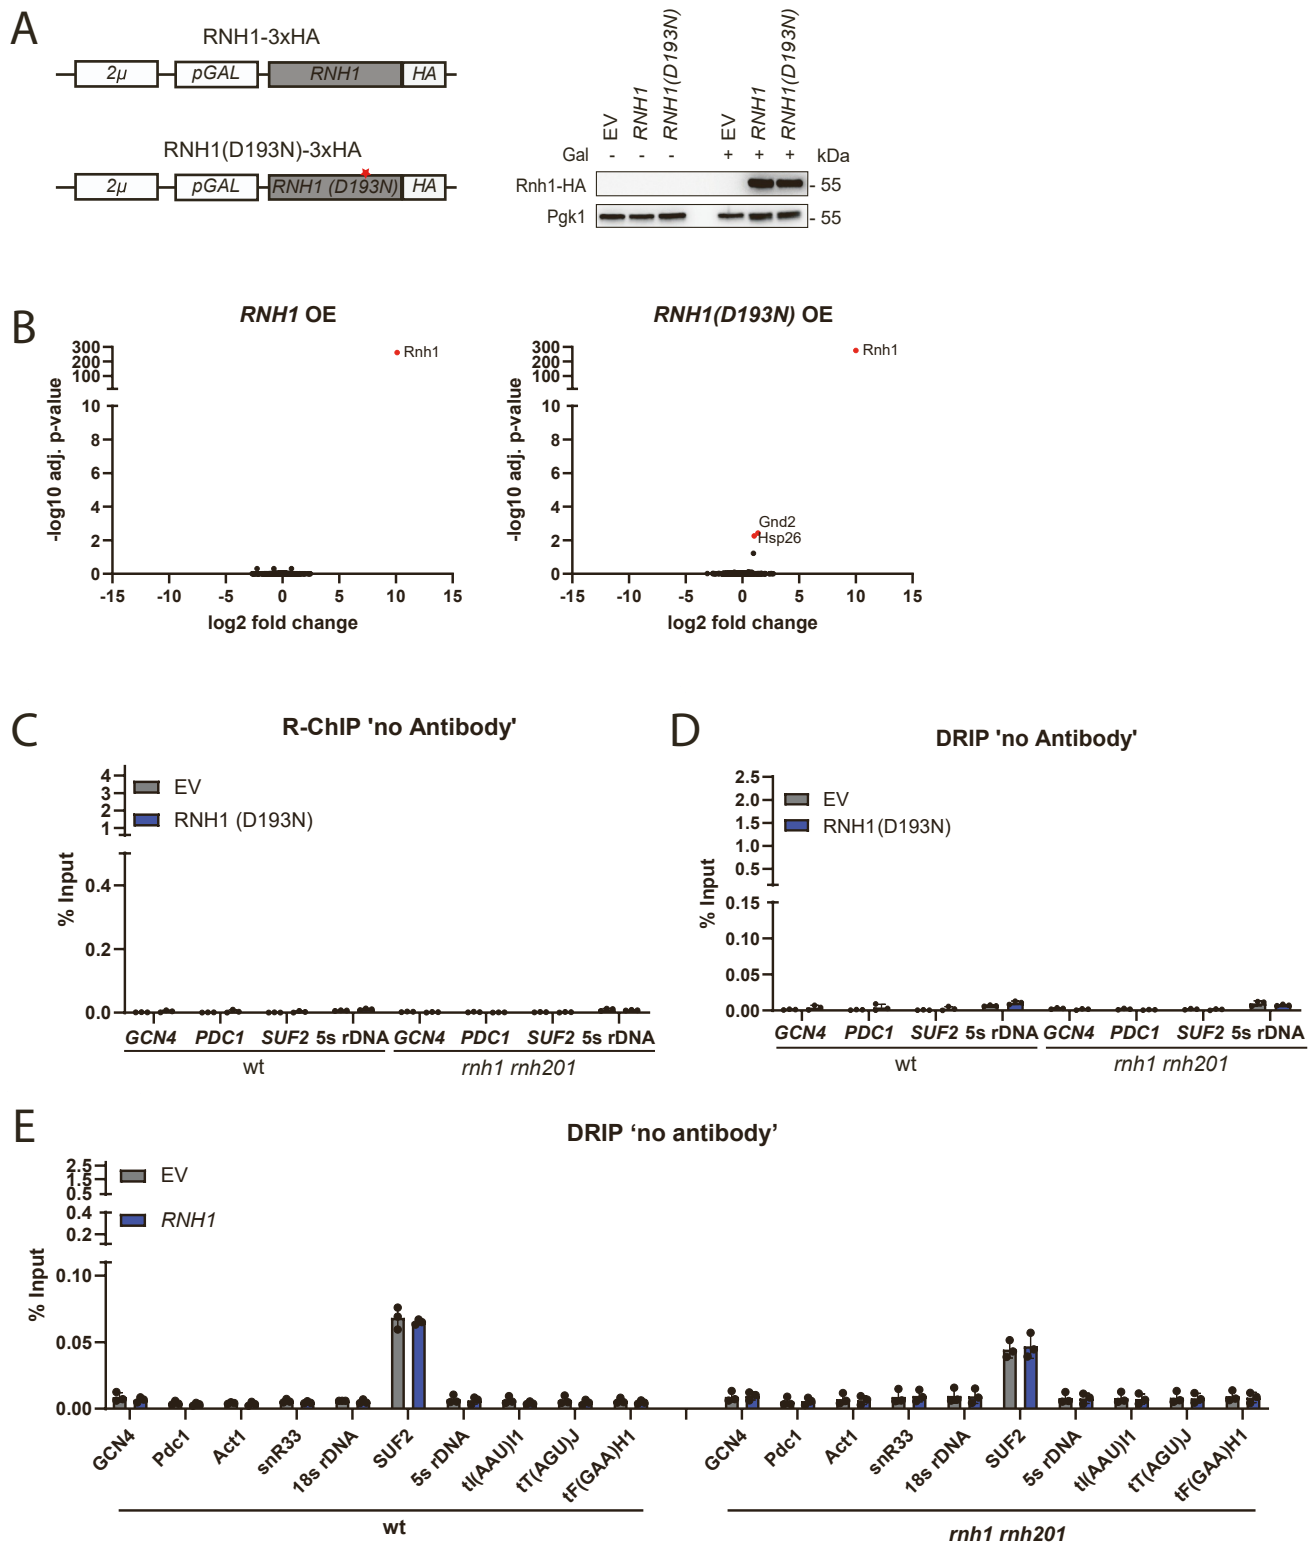 A
RNH1-3xHA
2µ pGAL RNH1 HA
RNH1(D193N)-3xHA
2µ pGAL RNH1 (D193N) HA
EV RNH1 RNH1(D193N) EV RNH1 RNH1(D193N)
Gal - - - + + + kDa
Rnh1-HA - 55
Pgk1 - 55
B
RNH1 OE
-log10 adj. p-value
300
200
100
10
8
6
4
2
0
Rnh1
-15 -10 -5 0 5 10 15
log2 fold change
RNH1(D193N) OE
-log10 adj. p-value
300
200
100
10
8
6
4
2
0
Rnh1
Gnd2
Hsp26
-15 -10 -5 0 5 10 15
log2 fold change
C
R-ChIP 'no Antibody'
% Input
4
3
2
1
0.4
0.2
0.0
EV
RNH1 (D193N)
GCN4 PDC1 SUF2 5s rDNA GCN4 PDC1 SUF2 5s rDNA
wt rnh1 rnh201
D
DRIP 'no Antibody'
% Input
2.5
2.0
1.5
1.0
0.5
0.15
0.10
0.05
0.00
EV
RNH1(D193N)
GCN4 PDC1 SUF2 5s rDNA GCN4 PDC1 SUF2 5s rDNA
wt rnh1 rnh201
E
DRIP ‘no antibody’
% Input
2.5
1.5
0.5
0.4
0.2
0.10
0.05
0.00
EV
RNH1
GCN4 Pdc1 Act1 snR33 18s rDNA SUF2 5s rDNA tI(AAU)I1 tT(AGU)J tF(GAA)H1 GCN4 Pdc1 Act1 snR33 18s rDNA SUF2 5s rDNA tI(AAU)I1 tT(AGU)J tF(GAA)H1
wt rnh1 rnh201